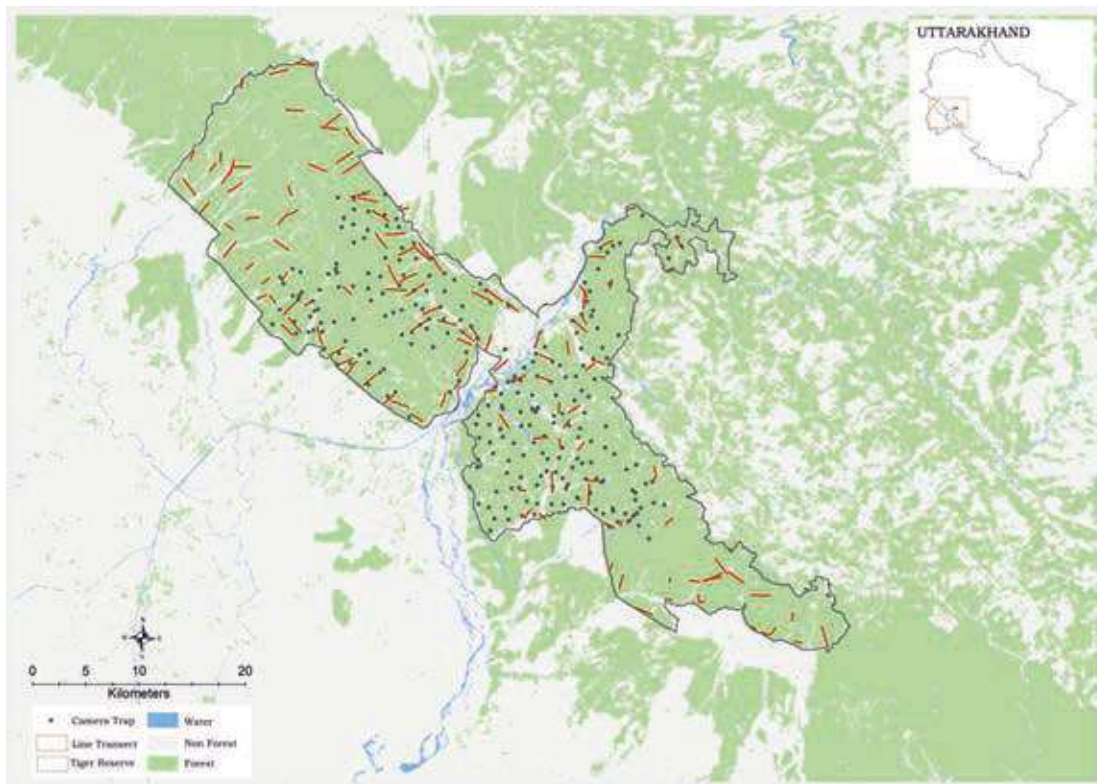 UTTARAKHAND
0 5 10 20
Kilometers
Camera Trap
Water
Line Transect
Non Forest
Tiger Reserve
Forest